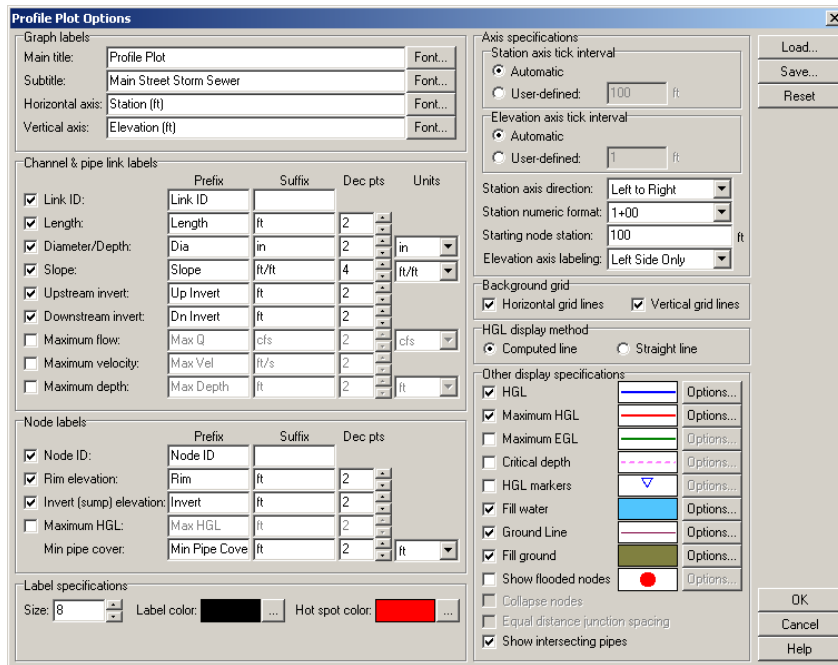 Profile Plot Options
Graph labels
Main title: Profile Plot Font...
Subtitle: Main Street Storm Sewer Font...
Horizontal axis: Station (ft) Font...
Vertical axis: Elevation (ft) Font...
Channel & pipe link labels
Prefix Suffix Dec pts Units
Link ID: Link ID
Length: Length ft 2
Diameter/Depth: Dia in 2 in
Slope: Slope ft/ft 4 ft/ft
Upstream invert: Up Invert ft 2
Downstream invert: Dn Invert ft 2
Maximum flow: Max Q cfs 2 cfs
Maximum velocity: Max Vel ft/s 2
Maximum depth: Max Depth ft 2 ft
Node labels
Prefix Suffix Dec pts
Node ID: Node ID
Rim elevation: Rim ft 2
Invert (sump) elevation: Invert ft 2
Maximum HGL: Max HGL ft 2
Min pipe cover: Min Pipe Cove ft 2 ft
Label specifications
Size: 8 Label color: ... Hot spot color: ...
Axis specifications
Station axis tick interval
Automatic
User-defined: 100 ft
Elevation axis tick interval
Automatic
User-defined: 1 ft
Station axis direction: Left to Right
Station numeric format: 1+00
Starting node station: 100 ft
Elevation axis labeling: Left Side Only
Background grid
Horizontal grid lines Vertical grid lines
HGL display method
Computed line Straight line
Other display specifications
HGL Options...
Maximum HGL Options...
Maximum EGL Options...
Critical depth Options...
HGL markers Options...
Fill water Options...
Ground Line Options...
Fill ground Options...
Show flooded nodes Options...
Collapse nodes
Equal distance junction spacing
Show intersecting pipes
Load...
Save...
Reset
OK
Cancel
Help